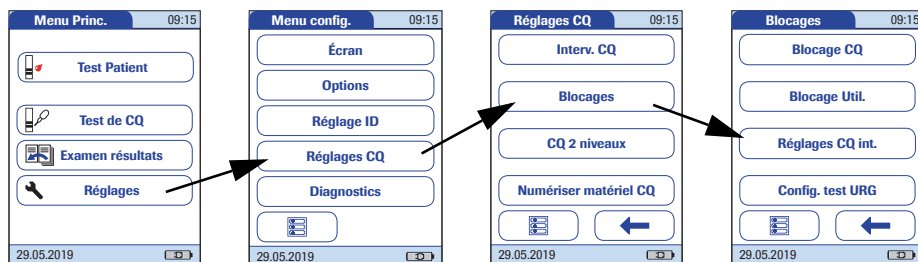 Menu Princ. 09:15
Test Patient
Test de CQ
Examen résultats
Réglages
29.05.2019
Menu config. 09:15
Écran
Options
Réglage ID
Réglages CQ
Diagnostics
29.05.2019
Réglages CQ 09:15
Interv. CQ
Blocages
CQ 2 niveaux
Numériser matériel CQ
29.05.2019
Blocages 09:15
Blocage CQ
Blocage Util.
Réglages CQ int.
Config. test URG
29.05.2019